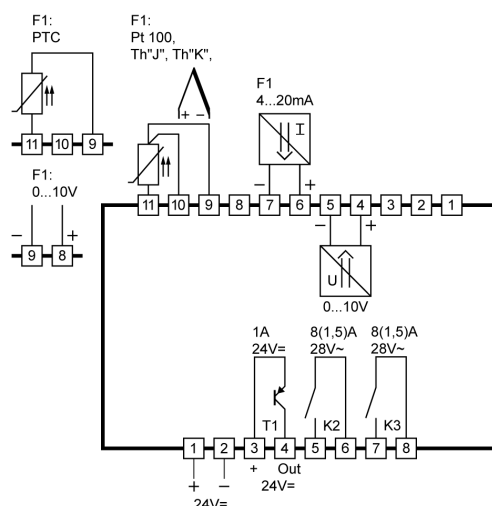 F1:
PTC
11 10 9
F1:
0...10V
− +
9 8
F1:
Pt 100,
Th"J", Th"K",
+ −
F1
4...20mA
I
− +
11 10 9 8 7 6 5 4 3 2 1
− +
U
0...10V
1A
24V=
8(1,5)A
28V~
8(1,5)A
28V~
T1 K2 K3
1 2 3 4 5 6 7 8
+ − + Out
24V=
24V=